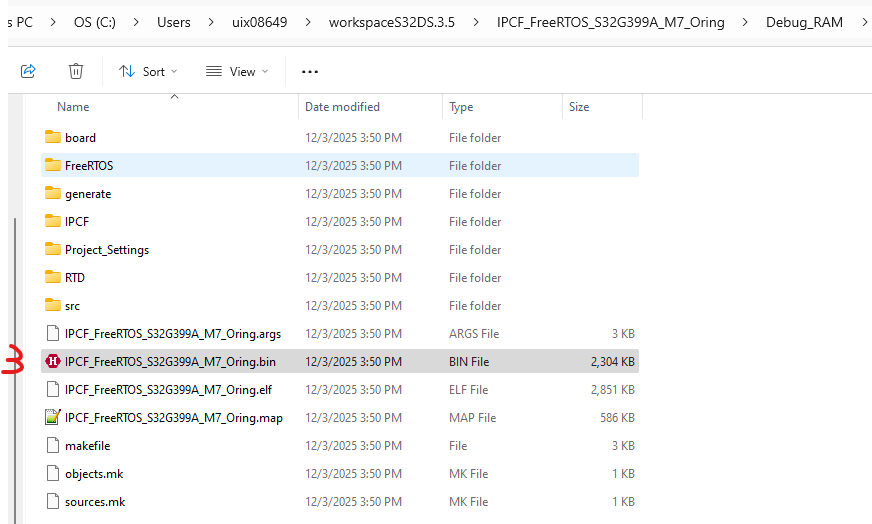 s PC > OS (C:) > Users > uix08649 > workspaceS32DS.3.5 > IPCF_FreeRTOS_S32G399A_M7_Oring > Debug_RAM >
Sort View ...
Name Date modified Type Size
board 12/3/2025 3:50 PM File folder
FreeRTOS 12/3/2025 3:50 PM File folder
generate 12/3/2025 3:50 PM File folder
IPCF 12/3/2025 3:50 PM File folder
Project_Settings 12/3/2025 3:50 PM File folder
RTD 12/3/2025 3:50 PM File folder
src 12/3/2025 3:50 PM File folder
IPCF_FreeRTOS_S32G399A_M7_Oring.args 12/3/2025 3:50 PM ARGS File 3 KB
3 H IPCF_FreeRTOS_S32G399A_M7_Oring.bin 12/3/2025 3:50 PM BIN File 2,304 KB
IPCF_FreeRTOS_S32G399A_M7_Oring.elf 12/3/2025 3:50 PM ELF File 2,851 KB
IPCF_FreeRTOS_S32G399A_M7_Oring.map 12/3/2025 3:50 PM MAP File 586 KB
makefile 12/3/2025 3:50 PM File 3 KB
objects.mk 12/3/2025 3:50 PM MK File 1 KB
sources.mk 12/3/2025 3:50 PM MK File 1 KB